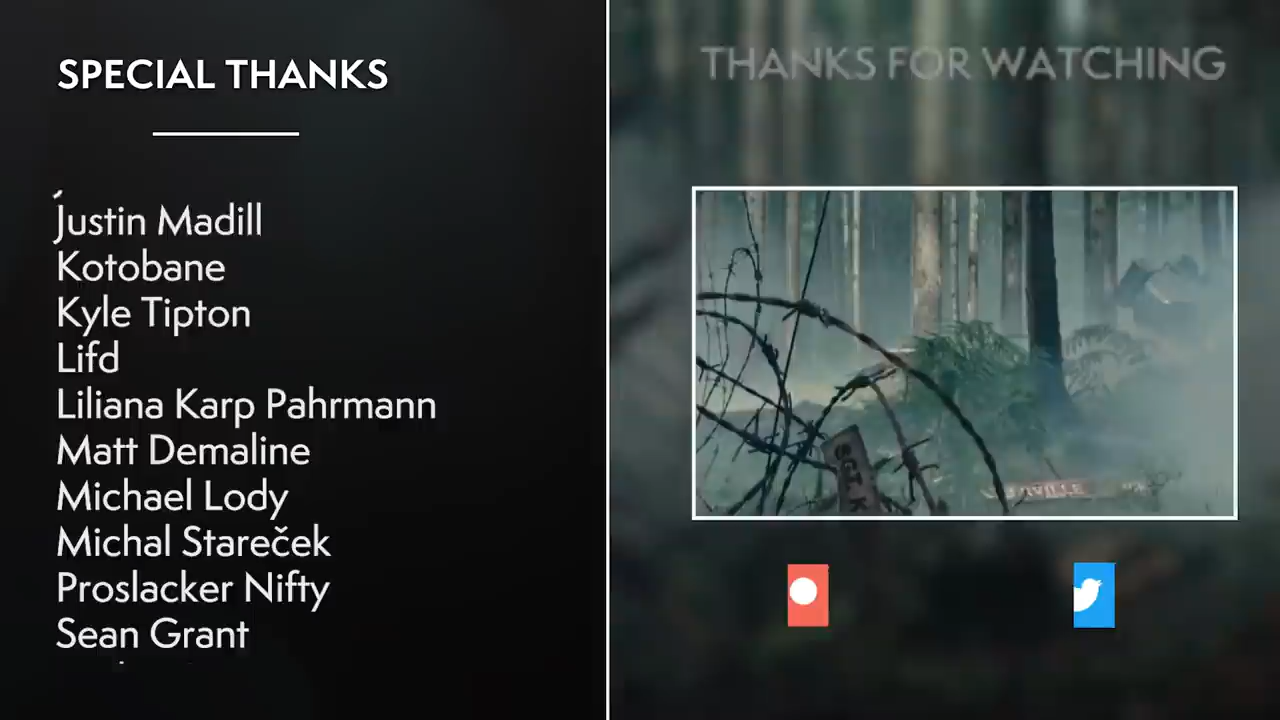 SPECIAL THANKS
THANKS FOR WATCHING
Justin Madill
Kotobane
Kyle Tipton
Lifd
Liliana Karp Pahrmann
Matt Demaline
Michael Lody
Michal Stareček
Proslacker Nifty
Sean Grant
SGT.